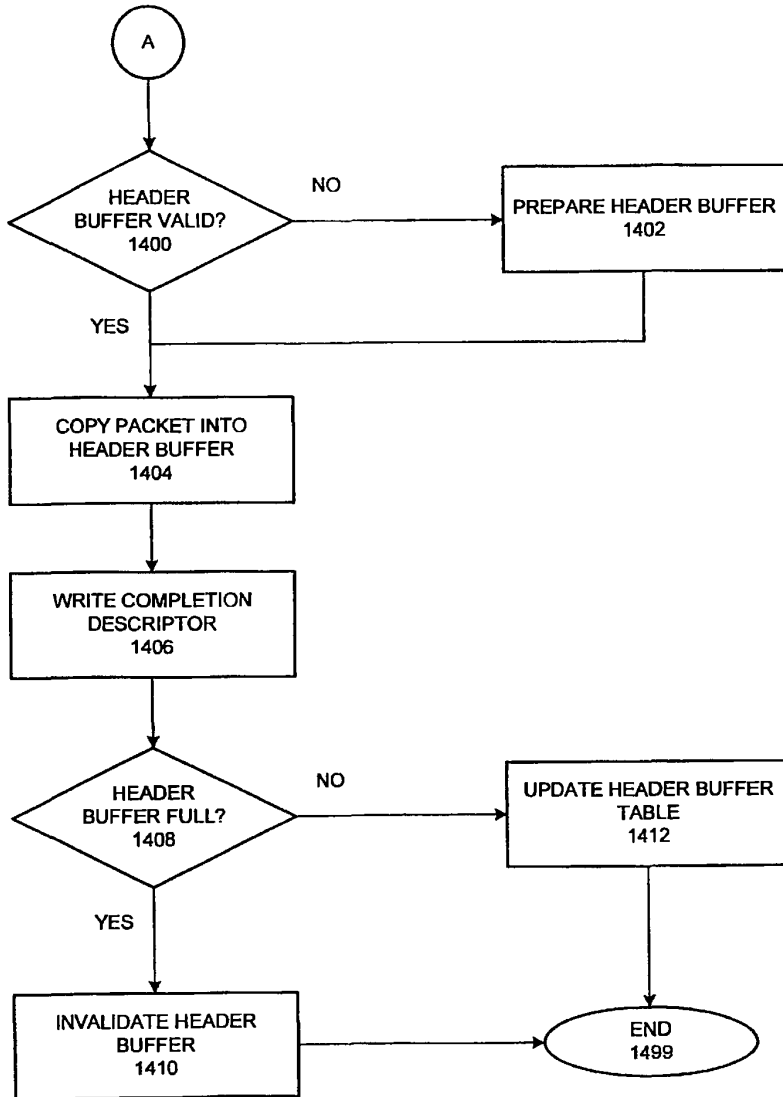 A
HEADER
BUFFER VALID?
1400
NO
PREPARE HEADER BUFFER
1402
YES
COPY PACKET INTO
HEADER BUFFER
1404
WRITE COMPLETION
DESCRIPTOR
1406
HEADER
BUFFER FULL?
1408
NO
UPDATE HEADER BUFFER
TABLE
1412
YES
INVALIDATE HEADER
BUFFER
1410
END
1499